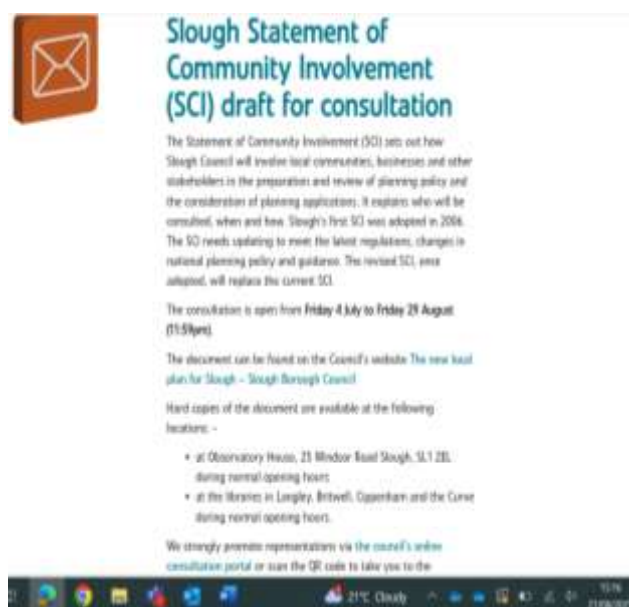 Slough Statement of
Community Involvement
(SCI) draft for consultation
The Statement of Community Involvement (SCI) sets out how
Slough Council will involve local communities, businesses and other
stakeholders in the preparation and review of planning policy and
the consideration of planning applications. It explains who will be
consulted, when and how. Slough's first SCI was adopted in 2006.
The SCI needs updating to meet the latest regulations, changes in
national planning policy and guidance. The revised SCI, once
adopted, will replace the current SCI.
The consultation is open from Friday 4 July to Friday 29 August
(11:59pm).
The document can be found on the Council's website The new local
plan for Slough – Slough Borough Council
Hard copies of the document are available at the following
locations: -
• at Observatory House, 25 Windsor Road Slough, SL1 2EL
during normal opening hours
• at the libraries in Langley, Britwell, Cippenham and the Curve
during normal opening hours.
We strongly promote representations via the council's online
consultation portal or scan the QR code to take you to the
21°C Cloudy